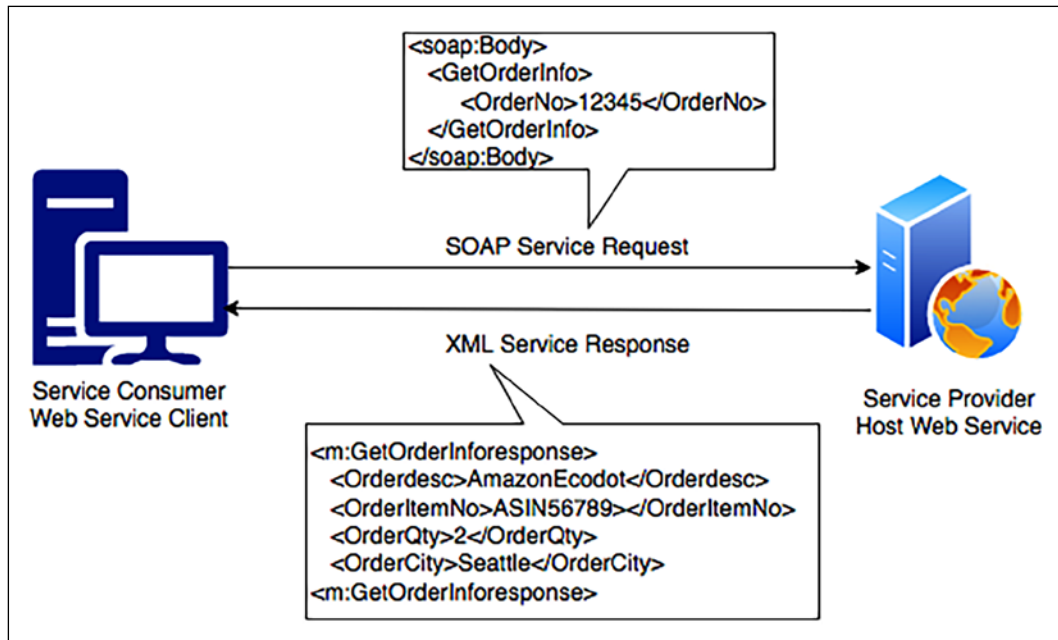 <soap:Body>
<GetOrderInfo>
<OrderNo>12345</OrderNo>
</GetOrderInfo>
</soap:Body>
SOAP Service Request
XML Service Response
Service Consumer
Web Service Client
Service Provider
Host Web Service
<m:GetOrderInforesponse>
<Orderdesc>AmazonEcodot</Orderdesc>
<OrderItemNo>ASIN56789></OrderItemNo>
<OrderQty>2</OrderQty>
<OrderCity>Seattle</OrderCity>
<m:GetOrderInforesponse>